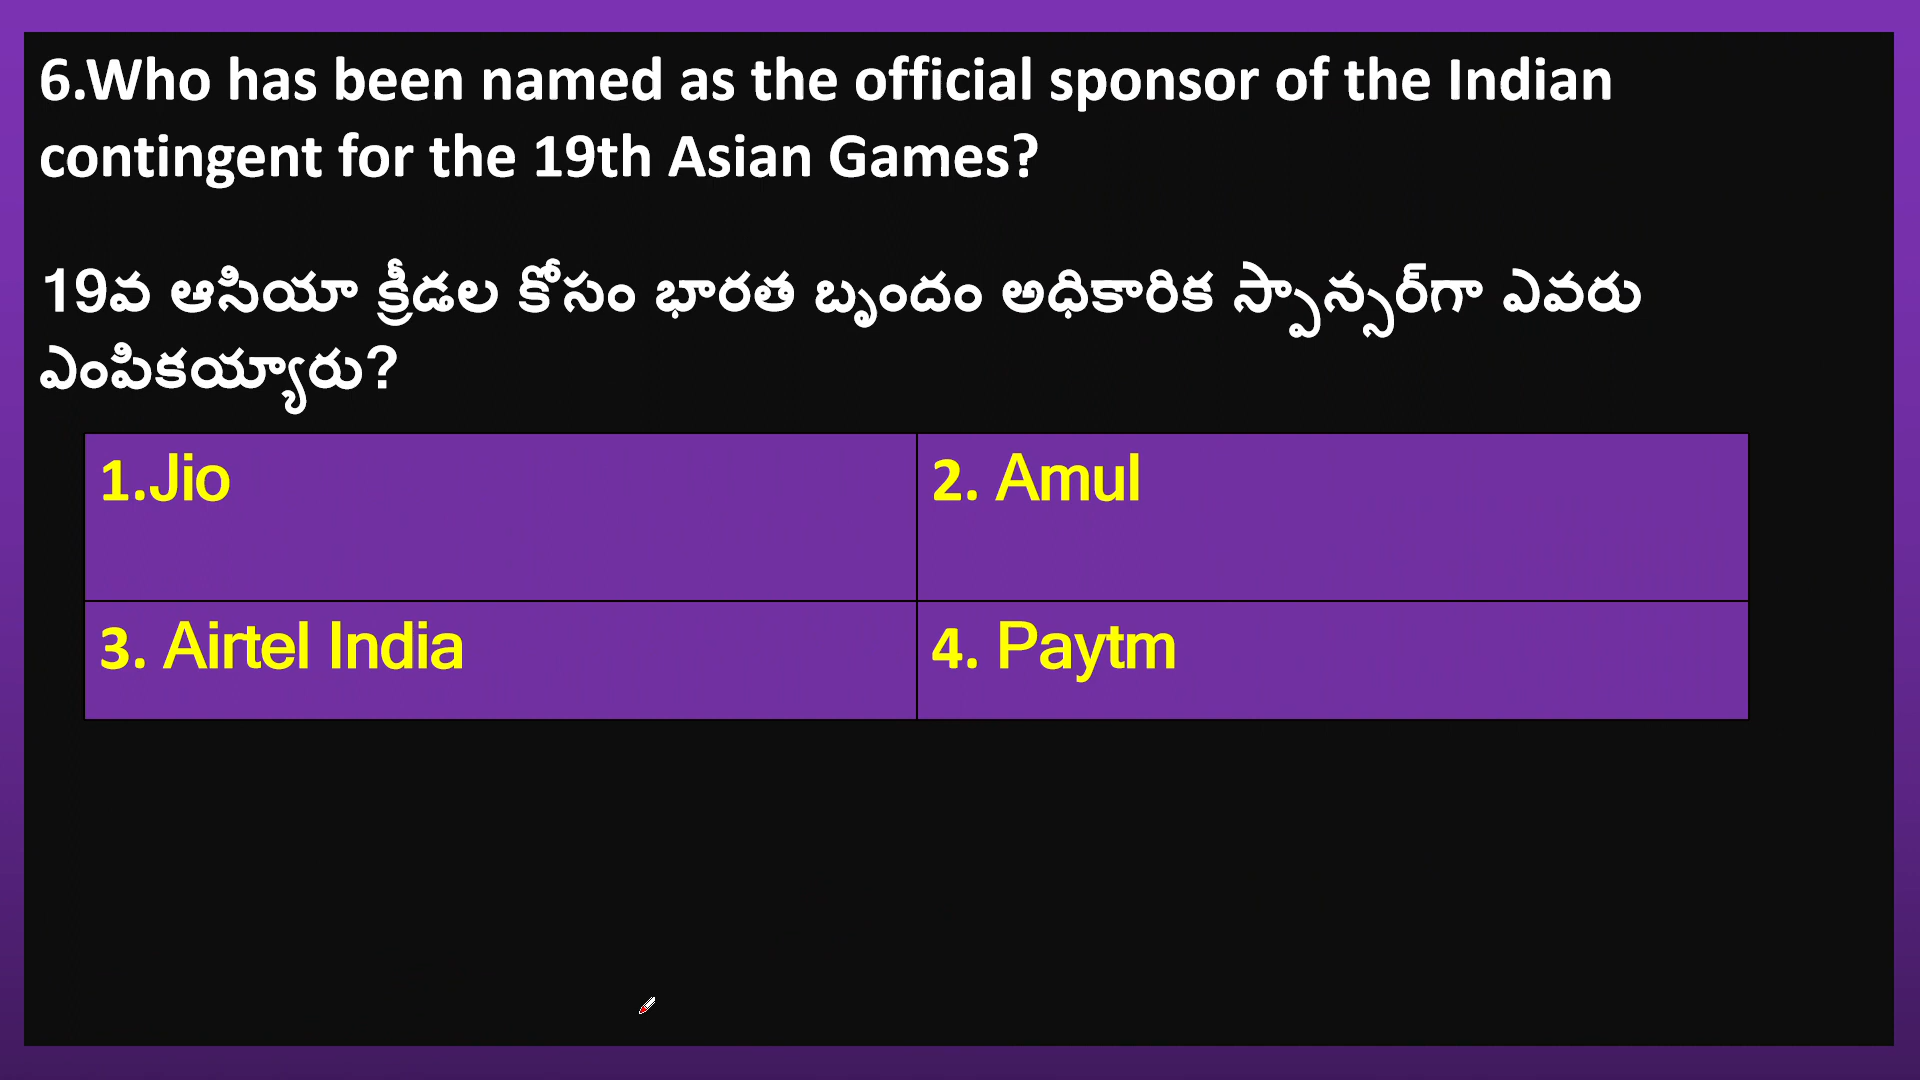 6.Who has been named as the official sponsor of the Indian
contingent for the 19th Asian Games?
19వ ఆసియా క్రీడల కోసం భారత బృందం అధికారిక స్పాన్సర్‌గా ఎవరు
ఎంపికయ్యారు?
1.Jio
2. Amul
3. Airtel India
4. Paytm